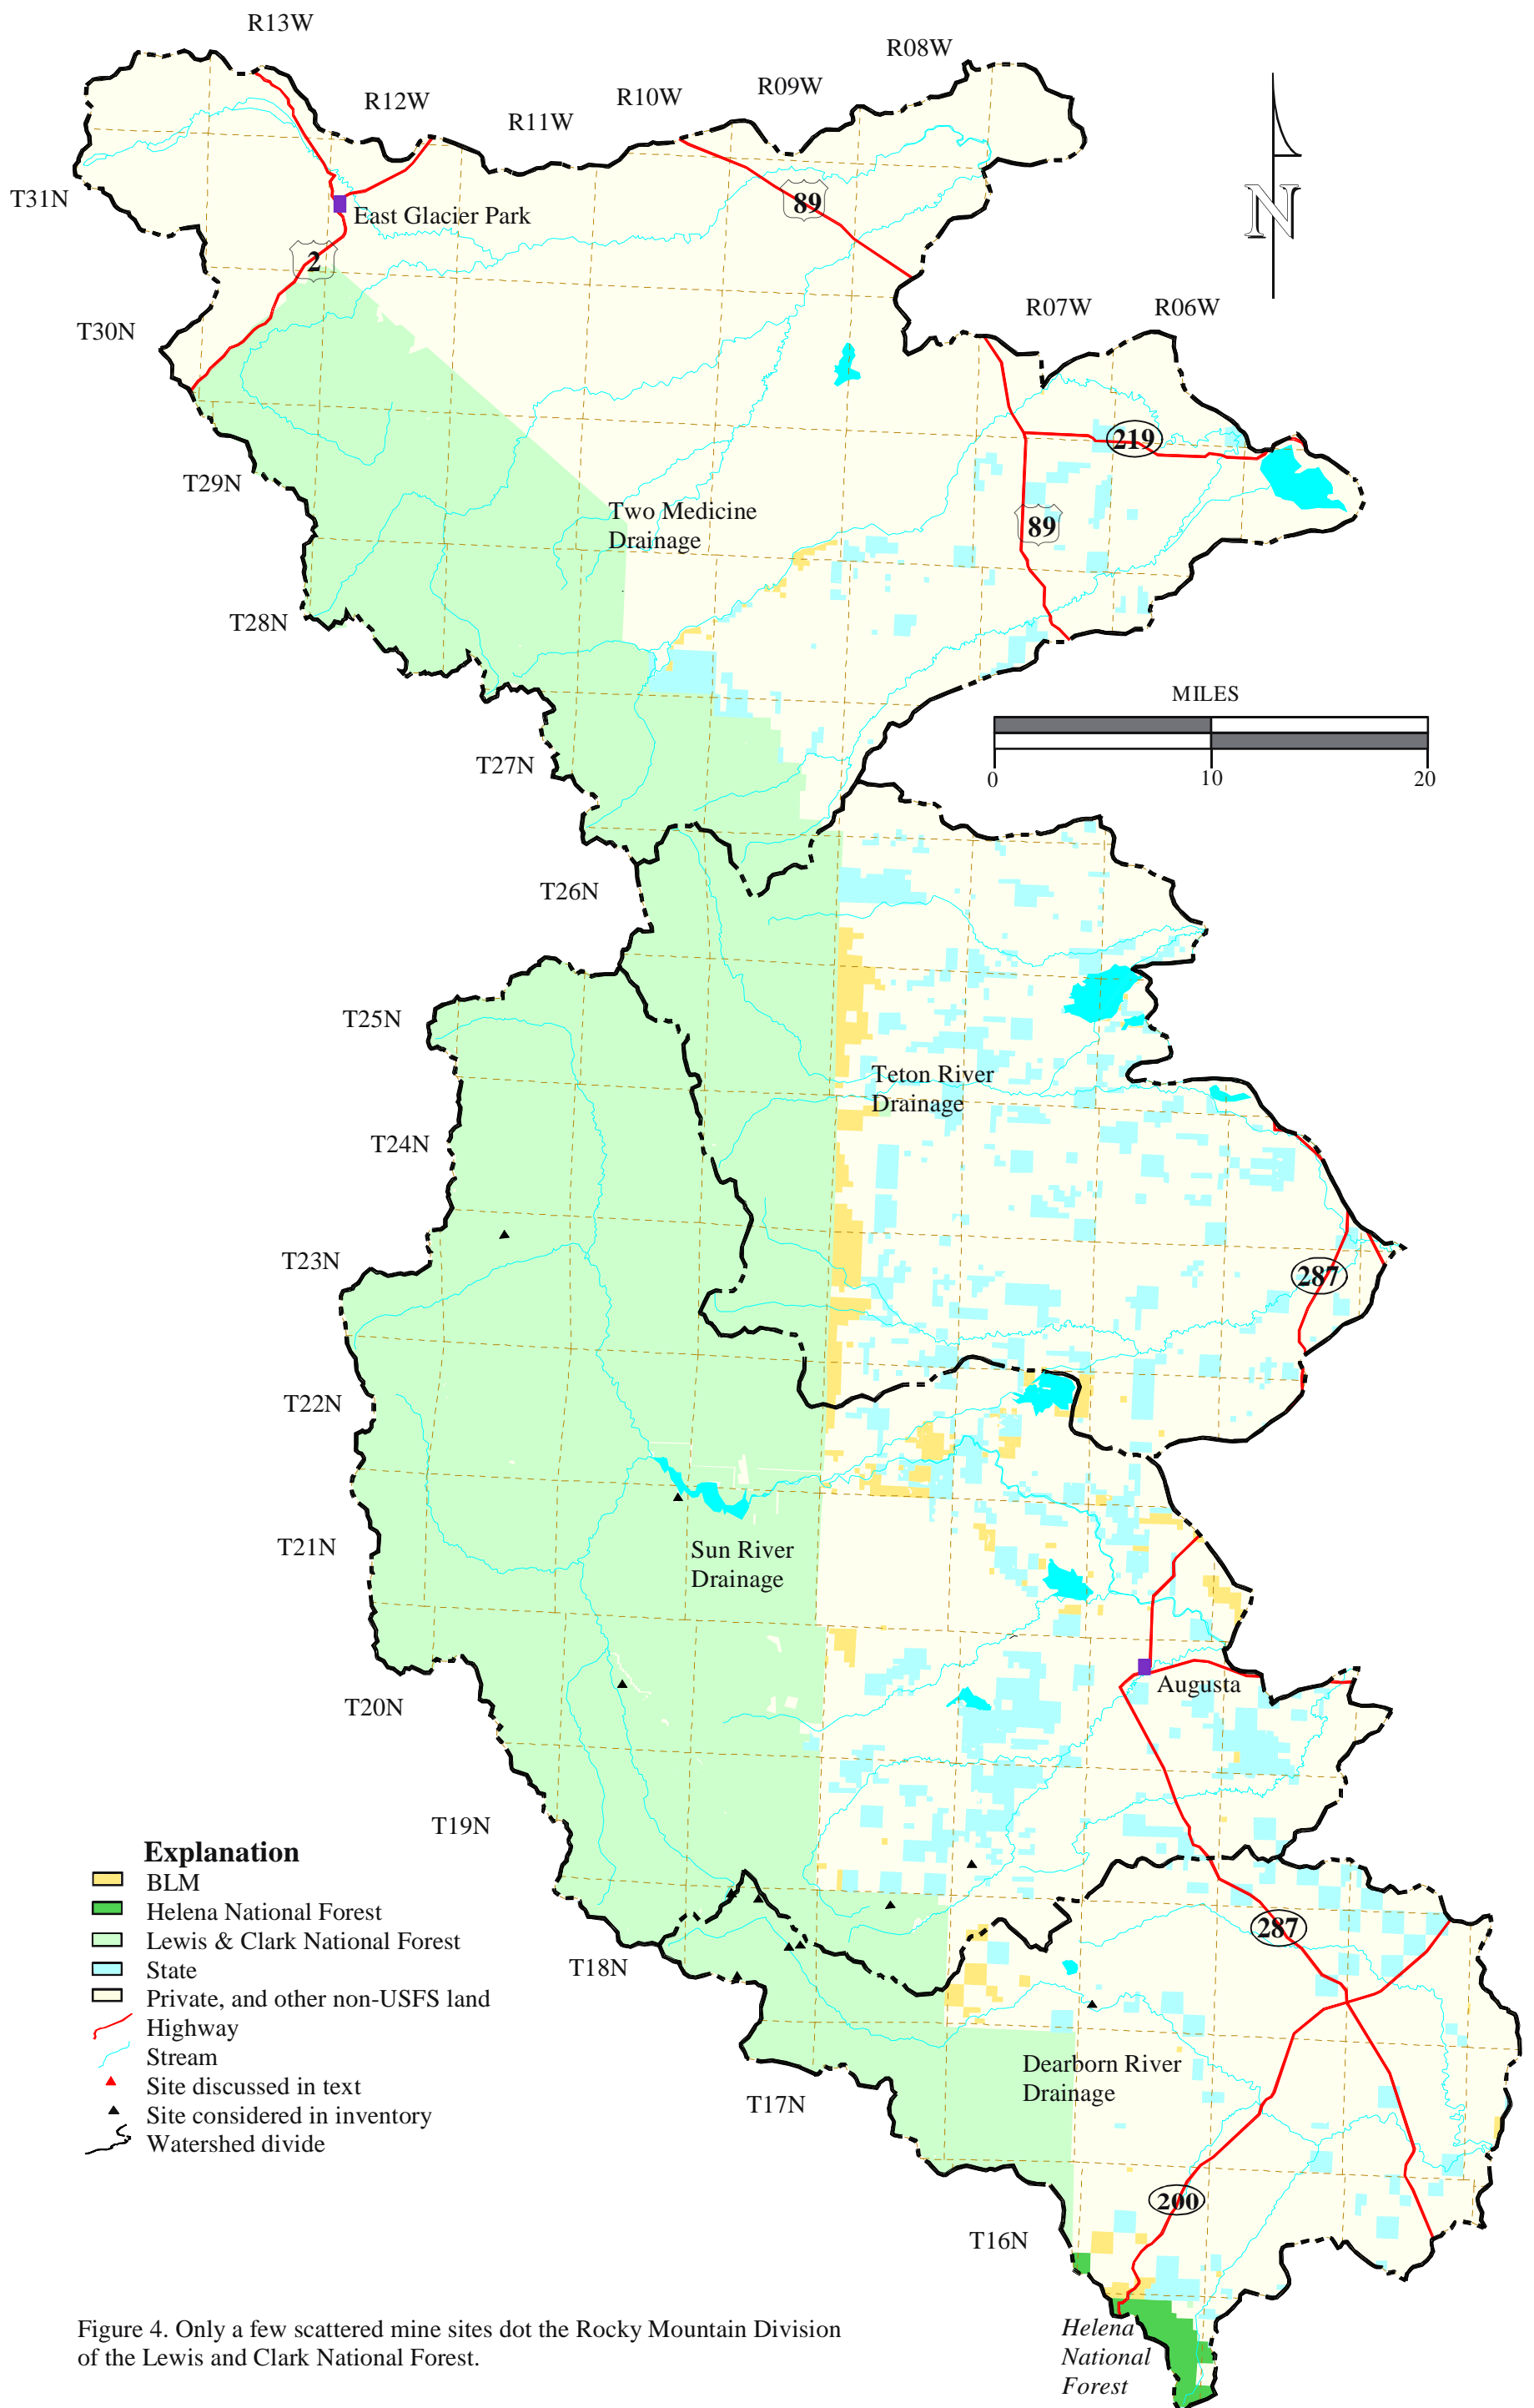 R13W
R08W
R12W
R09W
R10W
R11W
T31N
89
East Glacier Park
N
2
R07W
R06W
T30N
219
T29N
Two Medicine
Drainage
89
T28N
MILES
0
10
20
T27N
T26N
T25N
Teton River
Drainage
T24N
T23N
287
T22N
T21N
Sun River
Drainage
Augusta
T20N
T19N
Explanation
BLM
Helena National Forest
Lewis & Clark National Forest
State
Private, and other non-USFS land
Highway
Stream
Site discussed in text
Site considered in inventory
Watershed divide
287
T18N
Dearborn River
Drainage
T17N
200
T16N
Helena
National
Forest
Figure 4. Only a few scattered mine sites dot the Rocky Mountain Division
of the Lewis and Clark National Forest.